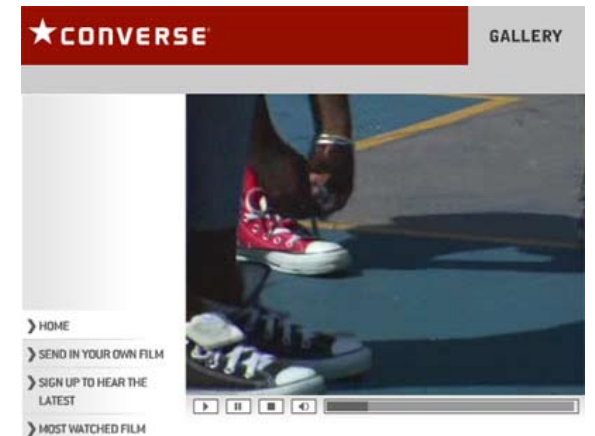 CONVERSE
GALLERY
HOME
SEND IN YOUR OWN FILM
SIGN UP TO HEAR THE
LATEST
MOST WATCHED FILM